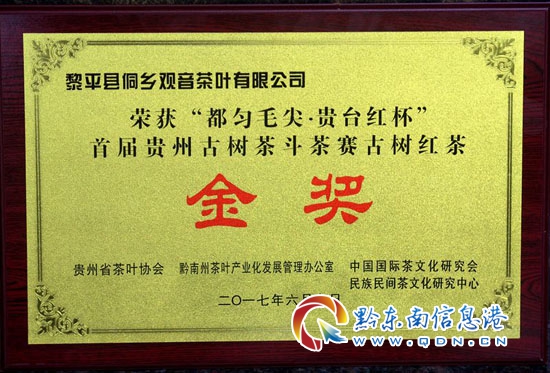 黎平县侗乡观音茶叶有限公司
荣获“都匀毛尖·贵台红杯”
首届贵州古树茶斗茶赛古树红茶
金奖
贵州省茶叶协会 黔南州茶叶产业化发展管理办公室 中国国际茶文化研究会
民族民间茶文化研究中心
二〇一七年六月 日
黔东南信息港
WWW.QDN.CN